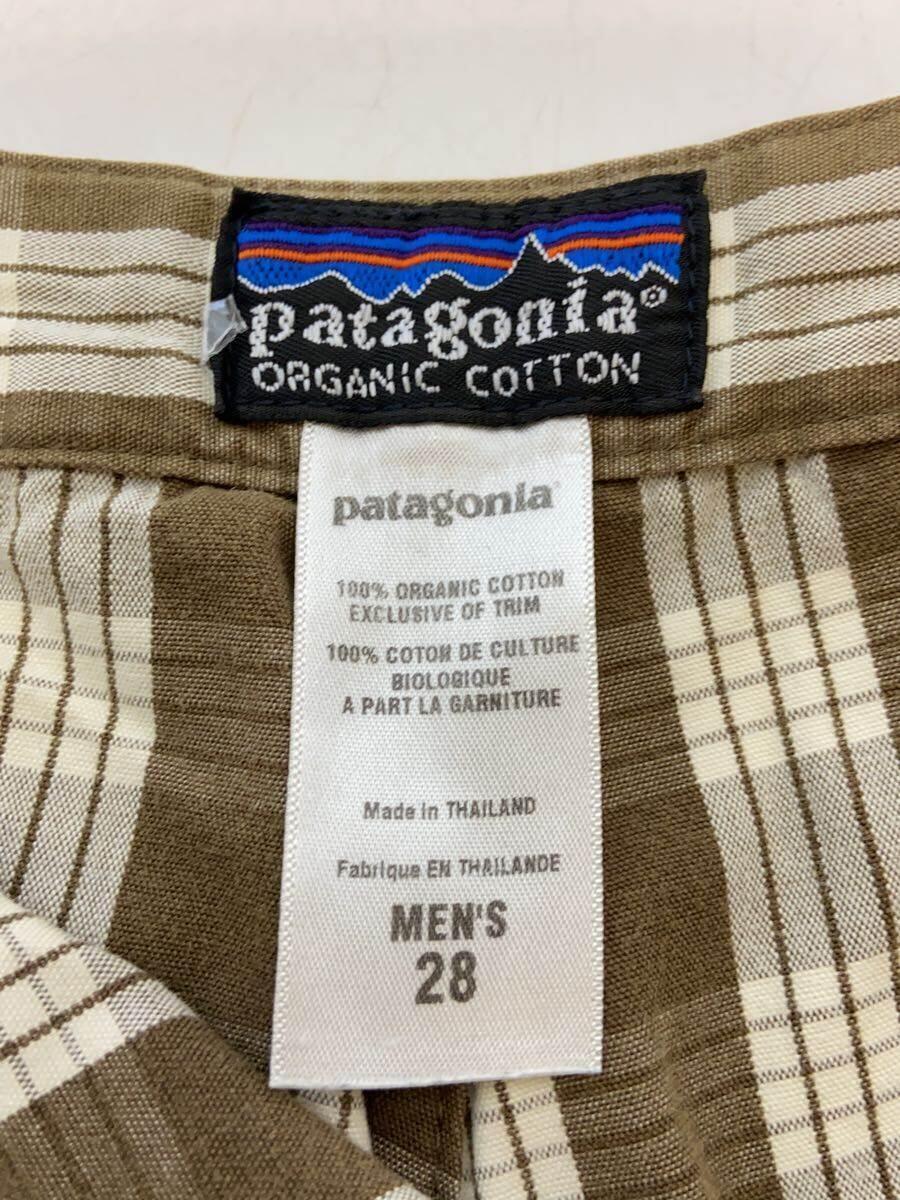 patagonia®
ORGANIC COTTON
patagonia®
100% ORGANIC COTTON
EXCLUSIVE OF TRIM
100% COTON DE CULTURE
BIOLOGIQUE
A PART LA GARNITURE
Made in THAILAND
Fabrique EN THAILANDE
MEN'S
28